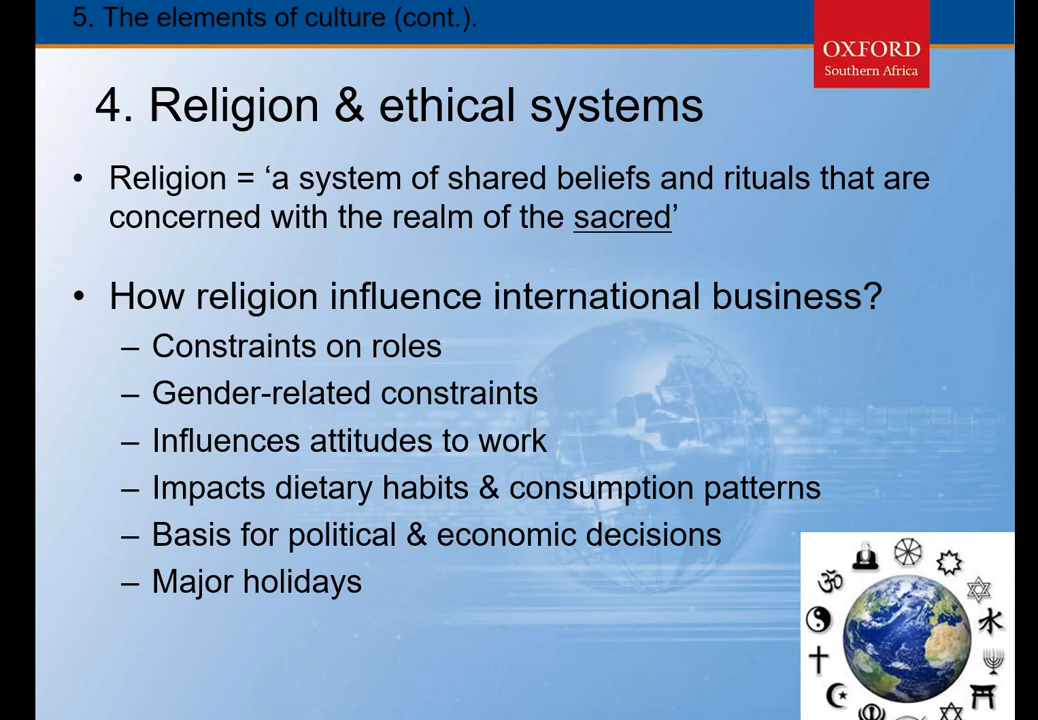 5. The elements of culture (cont.).
OXFORD
Southern Africa
4. Religion & ethical systems
• Religion = ‘a system of shared beliefs and rituals that are
concerned with the realm of the sacred’
• How religion influence international business?
– Constraints on roles
– Gender-related constraints
– Influences attitudes to work
– Impacts dietary habits & consumption patterns
– Basis for political & economic decisions
– Major holidays